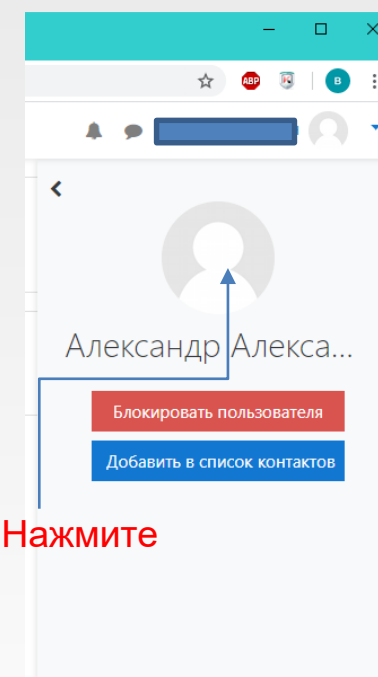 ABP
B
Александр Алекса...
Блокировать пользователя
Добавить в список контактов
Нажмите